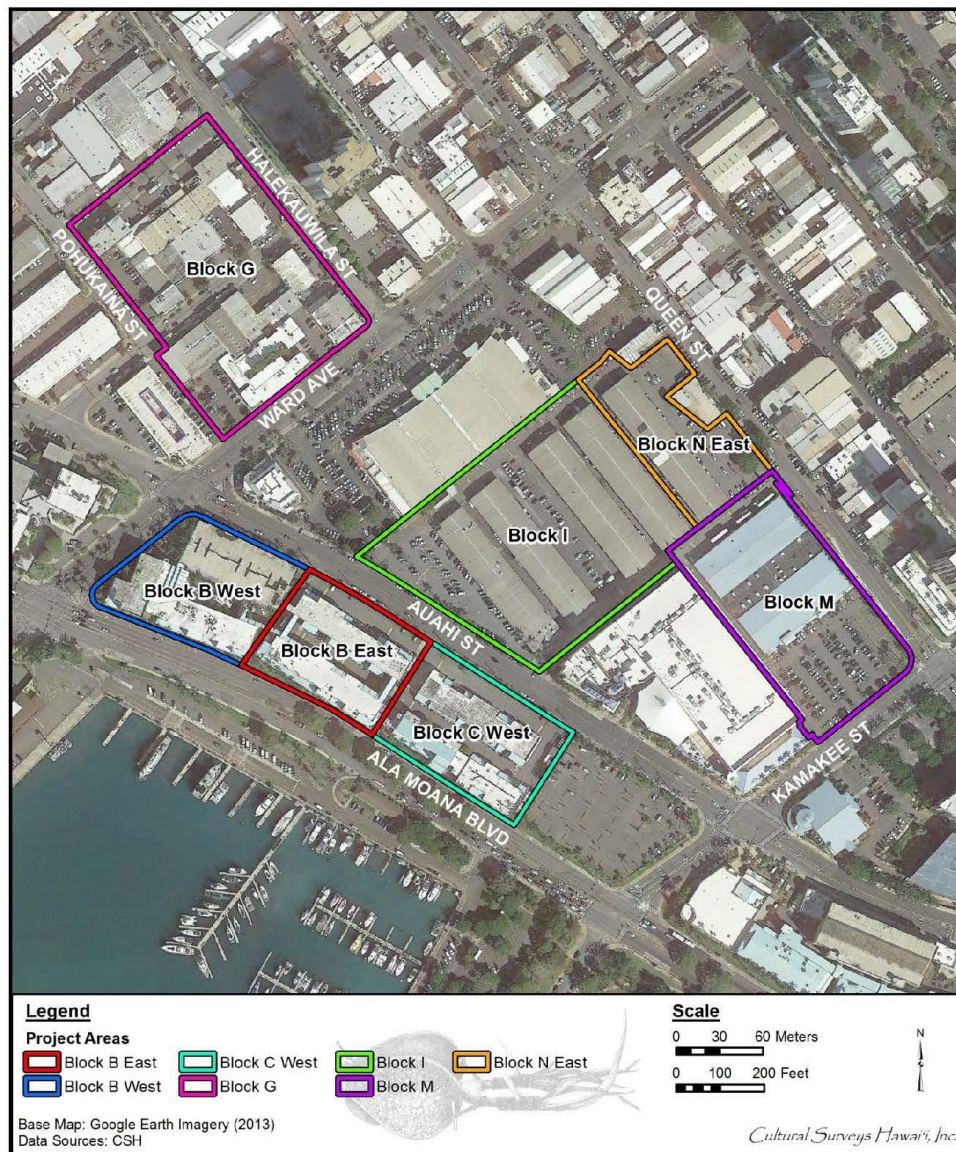 HALEKAUWILA ST
POHUKAINA ST
Block G
QUEEN ST
WARD AVE
Block N East
Block I
Block B West
Block M
AUAHI ST
Block B East
Block C West
KAMAKEE ST
ALA MOANA BLVD
Legend
Project Areas
Block B East
Block C West
Block I
Block N East
Block B West
Block G
Block M
Base Map: Google Earth Imagery (2013)
Data Sources: CSH
Scale
0 30 60 Meters
0 100 200 Feet
N
Cultural Surveys Hawai'i, Inc.